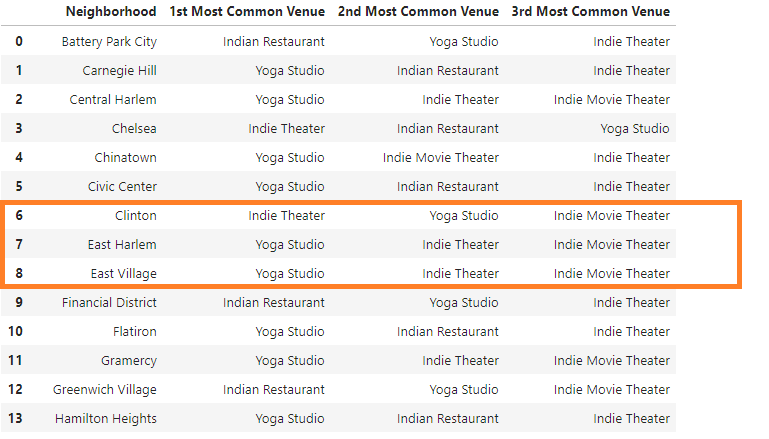 Neighborhood 1st Most Common Venue 2nd Most Common Venue 3rd Most Common Venue
0 Battery Park City Indian Restaurant Yoga Studio Indie Theater
1 Carnegie Hill Yoga Studio Indian Restaurant Indie Theater
2 Central Harlem Yoga Studio Indie Theater Indie Movie Theater
3 Chelsea Indie Theater Indian Restaurant Yoga Studio
4 Chinatown Yoga Studio Indie Movie Theater Indie Theater
5 Civic Center Yoga Studio Indian Restaurant Indie Theater
6 Clinton Indie Theater Yoga Studio Indie Movie Theater
7 East Harlem Yoga Studio Indie Theater Indie Movie Theater
8 East Village Yoga Studio Indie Theater Indie Movie Theater
9 Financial District Indian Restaurant Yoga Studio Indie Theater
10 Flatiron Yoga Studio Indian Restaurant Indie Theater
11 Gramercy Yoga Studio Indie Theater Indie Movie Theater
12 Greenwich Village Indian Restaurant Yoga Studio Indie Movie Theater
13 Hamilton Heights Yoga Studio Indian Restaurant Indie Theater